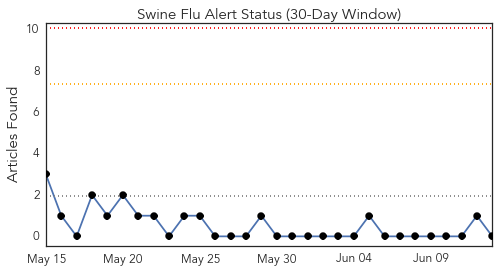 Swine Flu Alert Status (30-Day Window)
Articles Found
10
8
6
4
2
0
May 15
May 20
May 25
May 30
Jun 04
Jun 09